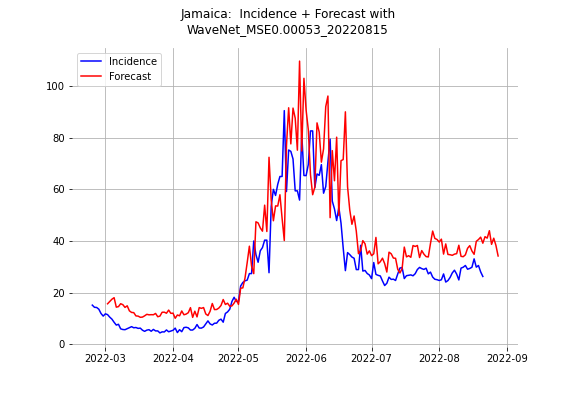 Jamaica:  Incidence + Forecast with
WaveNet_MSE0.00053_20220815
Incidence
Forecast
100
80
60
40
20
0
2022-03 2022-04 2022-05 2022-06 2022-07 2022-08 2022-09